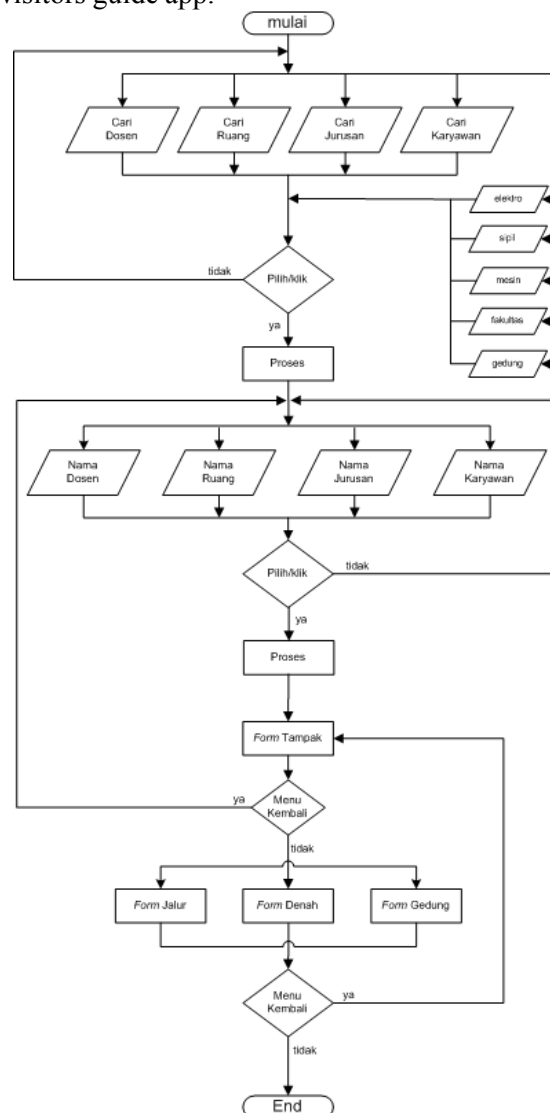 visitors guide app.
mulai
Cari
Dosen
Cari
Ruang
Cari
Jurusan
Cari
Karyawan
elektro
sipil
mesin
fakultas
gedung
tidak
Pilih/klik
ya
Proses
Nama
Dosen
Nama
Ruang
Nama
Jurusan
Nama
Karyawan
Pilih/klik
tidak
ya
Proses
Form Tampak
ya
Menu
Kembali
tidak
Form Jalur
Form Denah
Form Gedung
Menu
Kembali
ya
tidak
End